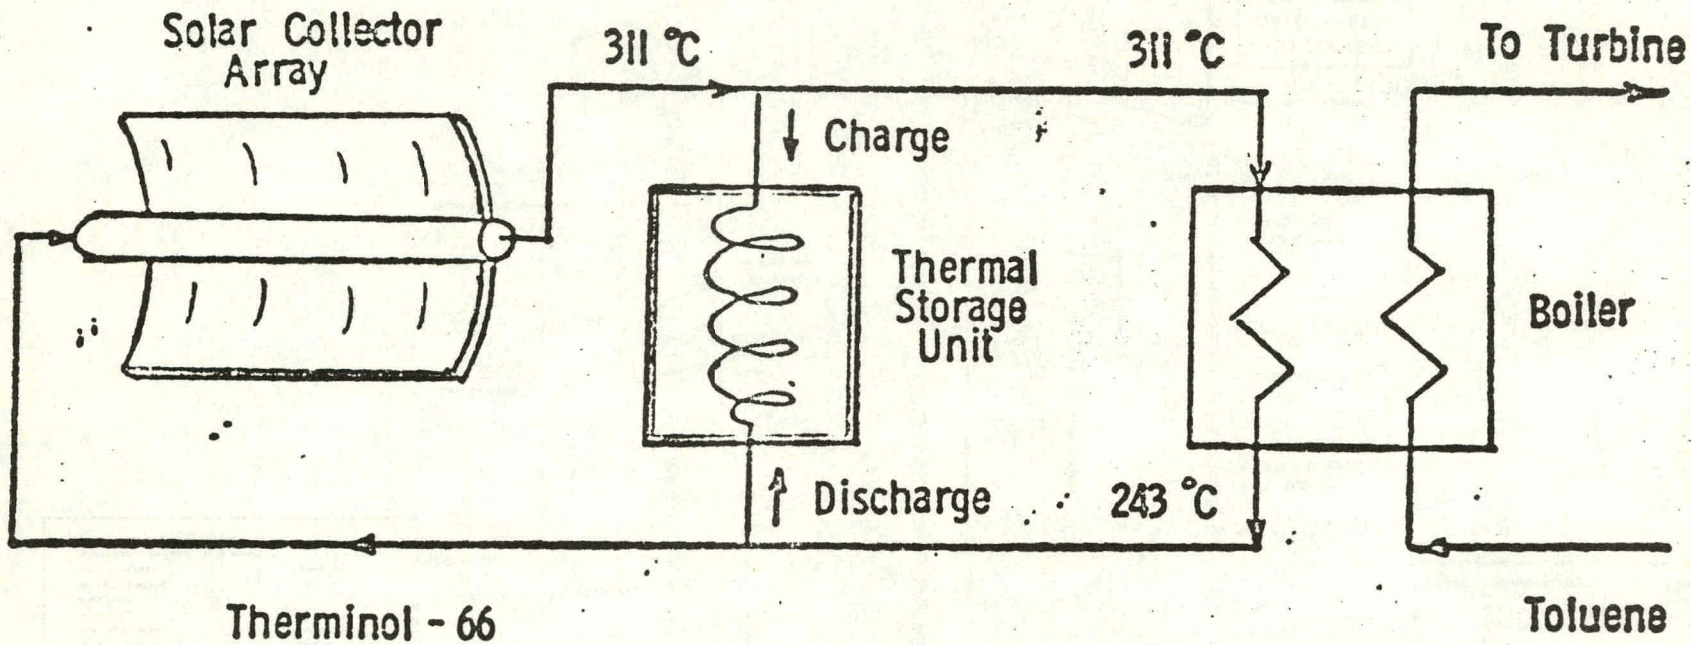 Solar Collector
Array
311 °C
311 °C
To Turbine
Charge
Thermal
Storage
Unit
Boiler
Discharge
243 °C
Therminol - 66
Toluene